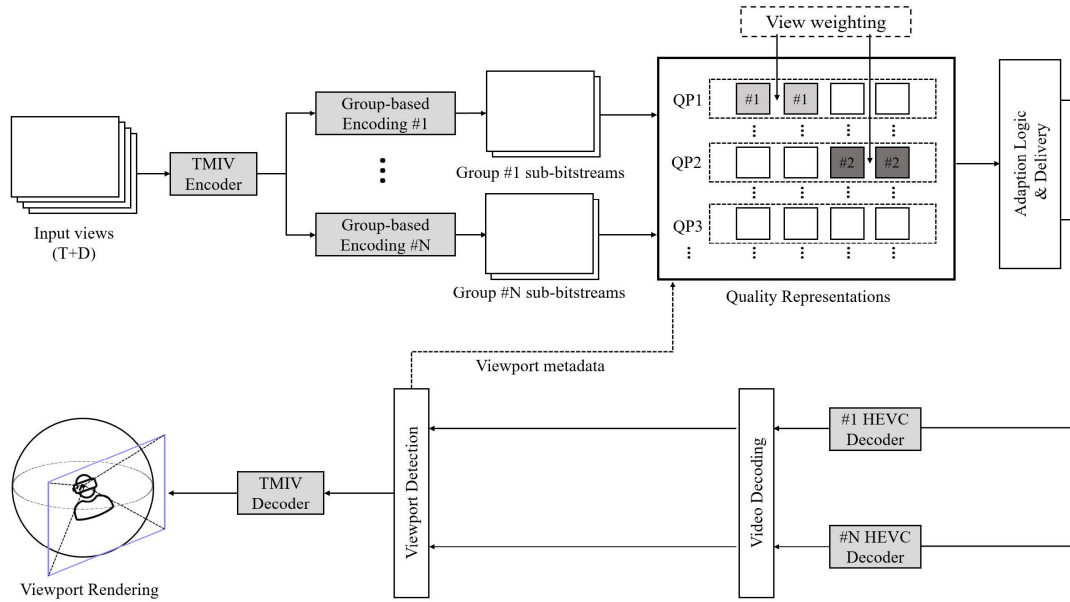 View weighting
Group-based
Encoding #1
QP1
#1 #1
Adaption Logic
& Delivery
TMIV
Encoder
Group #1 sub-bitstreams
QP2
#2 #2
Input views
(T+D)
Group-based
Encoding #N
QP3
Group #N sub-bitstreams
Quality Representations
Viewport metadata
Viewport Detection
Video Decoding
#1 HEVC
Decoder
TMIV
Decoder
#N HEVC
Decoder
Viewport Rendering